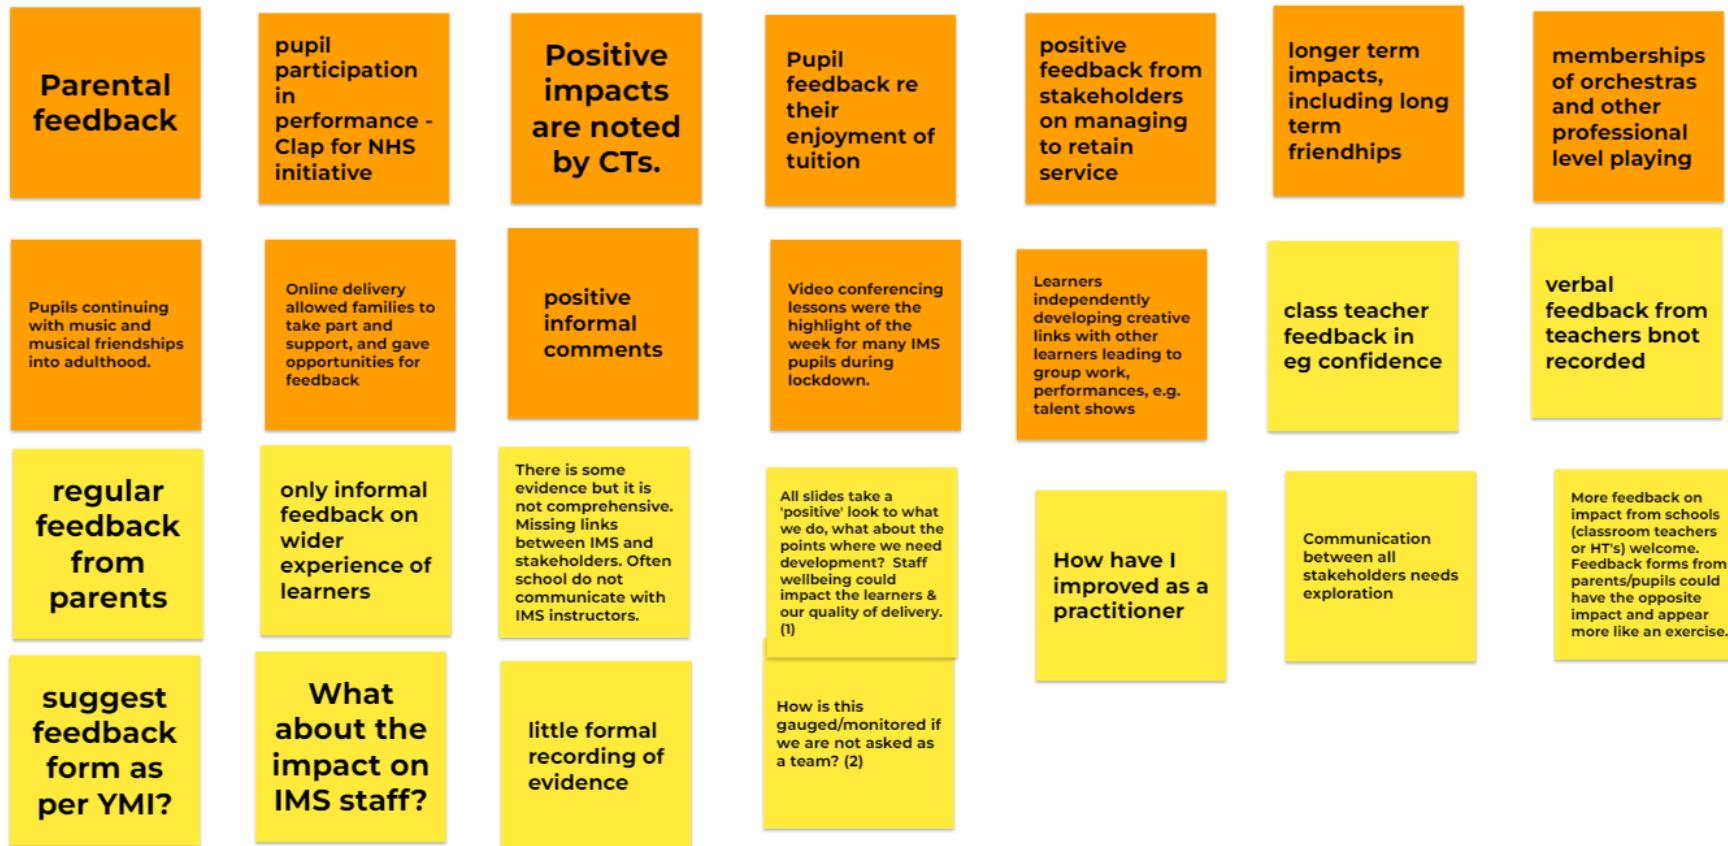 Parental
feedback
pupil
participation
in
performance -
Clap for NHS
initiative
Positive
impacts
are noted
by CTs.
Pupil
feedback re
their
enjoyment of
tuition
positive
feedback from
stakeholders
on managing
to retain
service
longer term
impacts,
including long
term
friendhips
memberships
of orchestras
and other
professional
level playing
Pupils continuing
with music and
musical friendships
into adulthood.
Online delivery
allowed families to
take part and
support, and gave
opportunities for
feedback
positive
informal
comments
Video conferencing
lessons were the
highlight of the
week for many IMS
pupils during
lockdown.
Learners
independently
developing creative
links with other
learners leading to
group work,
performances, e.g.
talent shows
class teacher
feedback in
eg confidence
verbal
feedback from
teachers bnot
recorded
regular
feedback
from
parents
only informal
feedback on
wider
experience of
learners
There is some
evidence but it is
not comprehensive.
Missing links
between IMS and
stakeholders. Often
school do not
communicate with
IMS instructors.
All slides take a
'positive' look to what
we do, what about the
points where we need
development? Staff
wellbeing could
impact the learners &
our quality of delivery.
(1)
How have I
improved as a
practitioner
Communication
between all
stakeholders needs
exploration
More feedback on
impact from schools
(classroom teachers
or HT's) welcome.
Feedback forms from
parents/pupils could
have the opposite
impact and appear
more like an exercise.
suggest
feedback
form as
per YMI?
What
about the
impact on
IMS staff?
little formal
recording of
evidence
How is this
gauged/monitored if
we are not asked as
a team? (2)